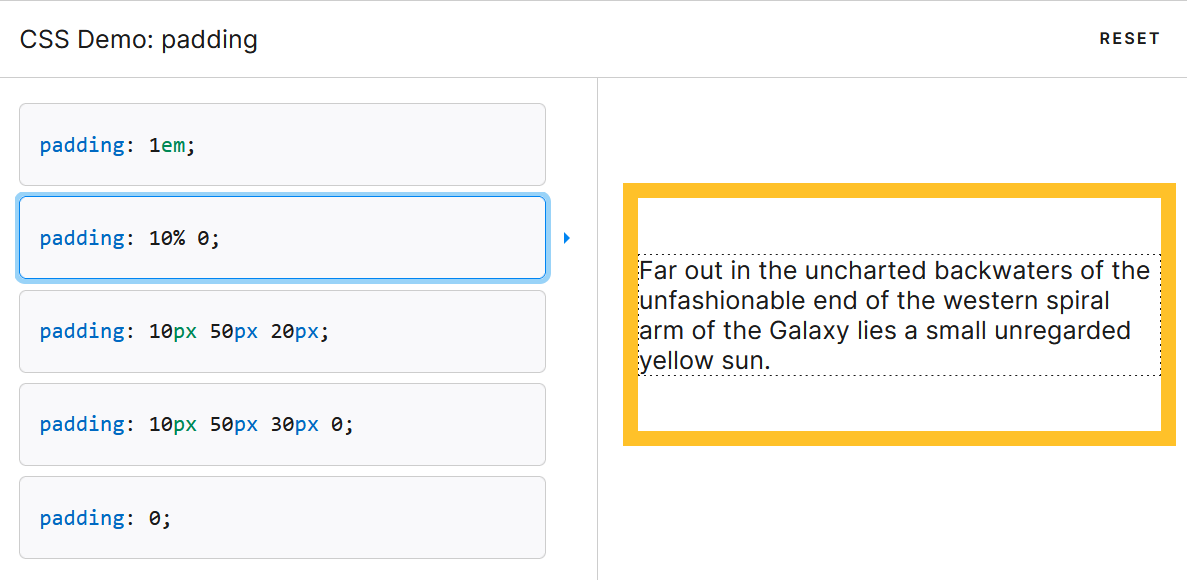 CSS Demo: padding
RESET
padding: 1em;
padding: 10% 0;
padding: 10px 50px 20px;
padding: 10px 50px 30px 0;
padding: 0;
Far out in the uncharted backwaters of the
unfashionable end of the western spiral
arm of the Galaxy lies a small unregarded
yellow sun.